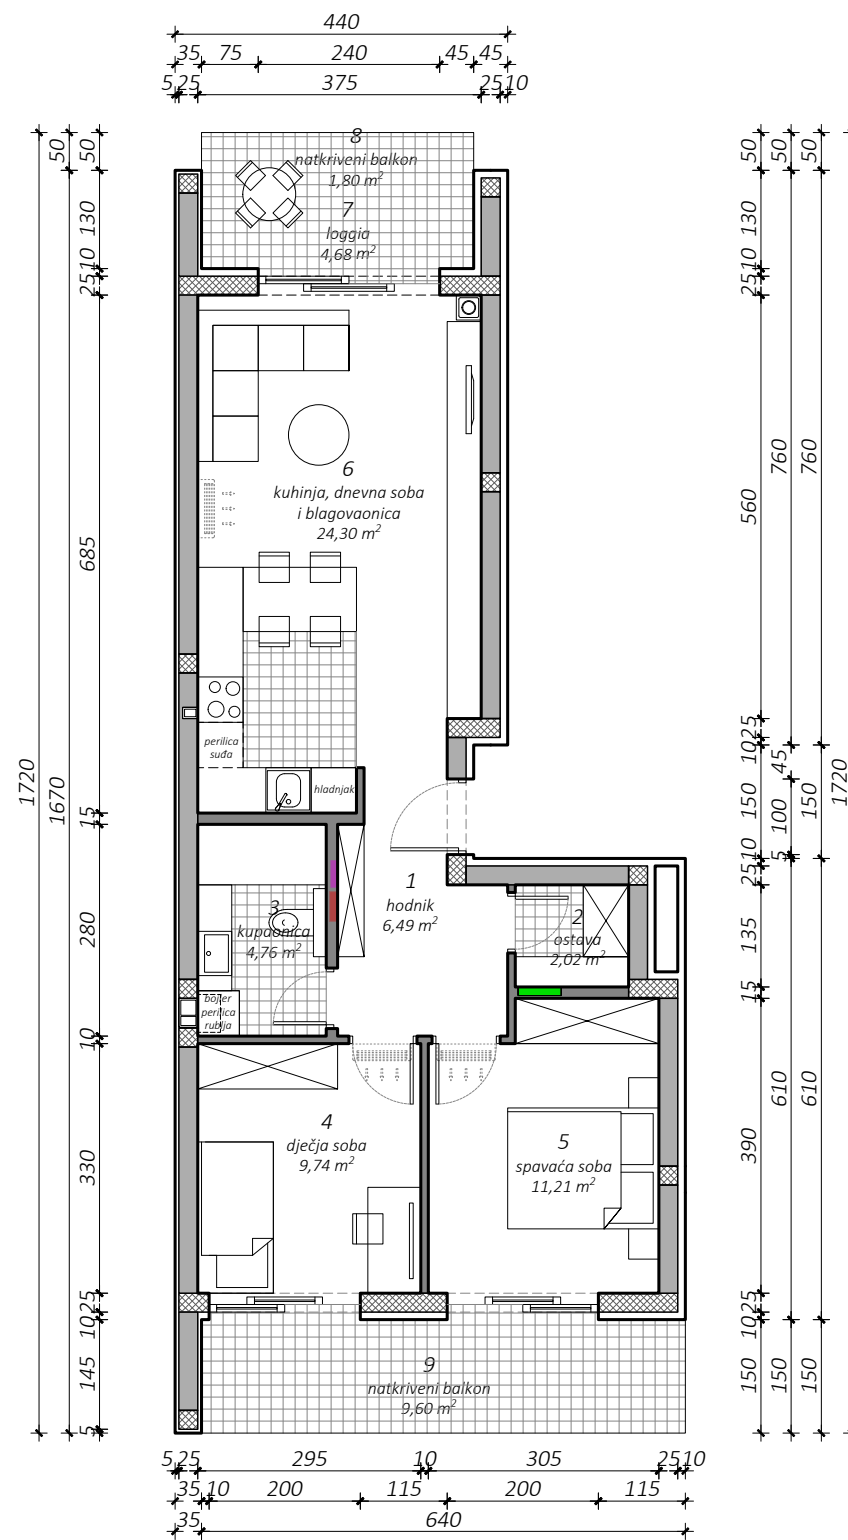 440
35 75 240 45 45
5 25 375 25 10
50 50
130
10
25
685
15
280
10
330
25
10
145
5
1720
1670
50 50 50
130
10
25
560
760 760
25
10
45
150 100 150
5
10
25
135
15
390
610 610
25
10
150 150 150
1720
8
natkriveni balkon
1,80 m²
7
loggia
4,68 m²
6
kuhinja, dnevna soba
i blagovaonica
24,30 m²
perilica
suđa
hladnjak
1
hodnik
6,49 m²
2
ostava
2,02 m²
3
kupaonica
4,76 m²
bojler
perilica
rublja
4
dječja soba
9,74 m²
5
spavaća soba
11,21 m²
9
natkriveni balkon
9,60 m²
5 25 295 10 305 25 10
35 10 200 115 200 115
35 640